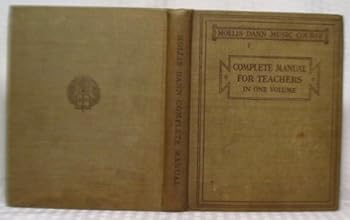 HOLLIS DANN COMPLETE MANUAL
HOLLIS DANN MUSIC COURSE
COMPLETE MANUAL
FOR TEACHERS
IN ONE VOLUME